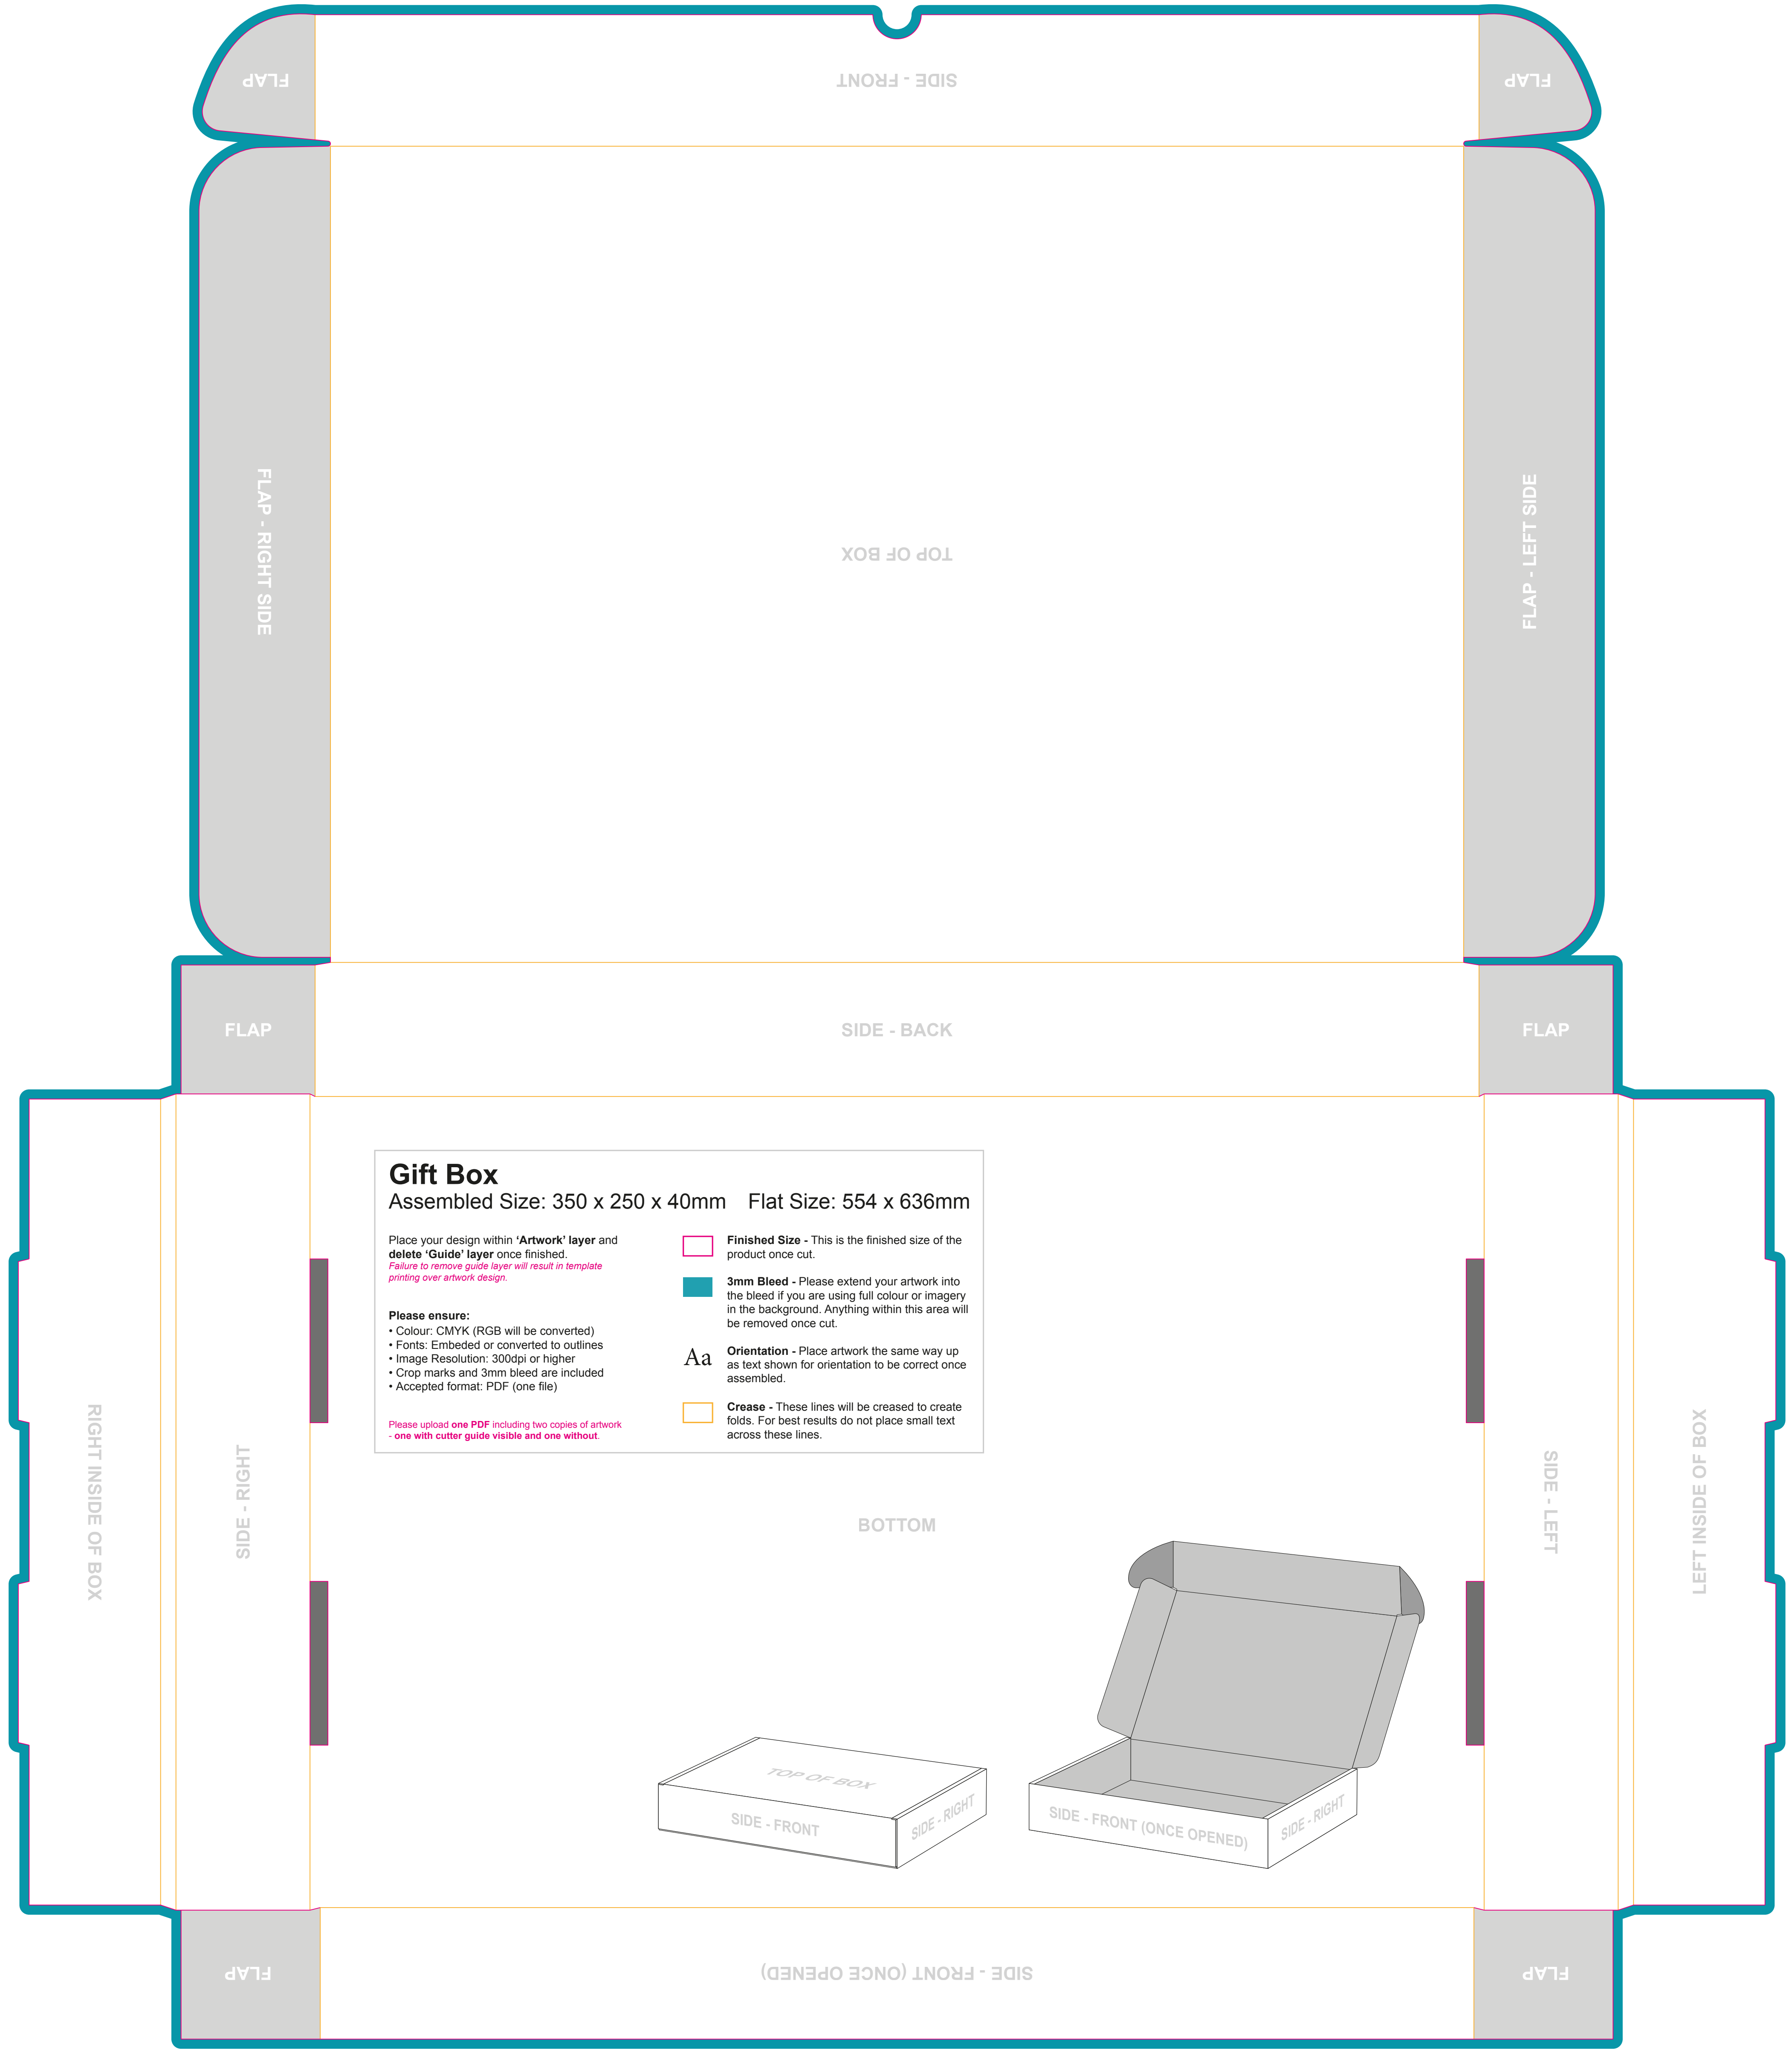 FLAP
SIDE - FRONT
FLAP
FLAP - RIGHT SIDE
TOP OF BOX
FLAP - LEFT SIDE
FLAP
SIDE - BACK
FLAP
Gift Box
Assembled Size: 350 x 250 x 40mm Flat Size: 554 x 636mm
Place your design within ‘Artwork’ layer and
delete ‘Guide’ layer once finished.
Failure to remove guide layer will result in template
printing over artwork design.
Please ensure:
• Colour: CMYK (RGB will be converted)
• Fonts: Embeded or converted to outlines
• Image Resolution: 300dpi or higher
• Crop marks and 3mm bleed are included
• Accepted format: PDF (one file)
Please upload one PDF including two copies of artwork
- one with cutter guide visible and one without.
Finished Size - This is the finished size of the
product once cut.
3mm Bleed - Please extend your artwork into
the bleed if you are using full colour or imagery
in the background. Anything within this area will
be removed once cut.
Aa
Orientation - Place artwork the same way up
as text shown for orientation to be correct once
assembled.
Crease - These lines will be creased to create
folds. For best results do not place small text
across these lines.
RIGHT INSIDE OF BOX
SIDE - RIGHT
BOTTOM
SIDE - LEFT
LEFT INSIDE OF BOX
TOP OF BOX
SIDE - FRONT
SIDE - RIGHT
SIDE - FRONT (ONCE OPENED)
SIDE - RIGHT
FLAP
SIDE - FRONT (ONCE OPENED)
FLAP